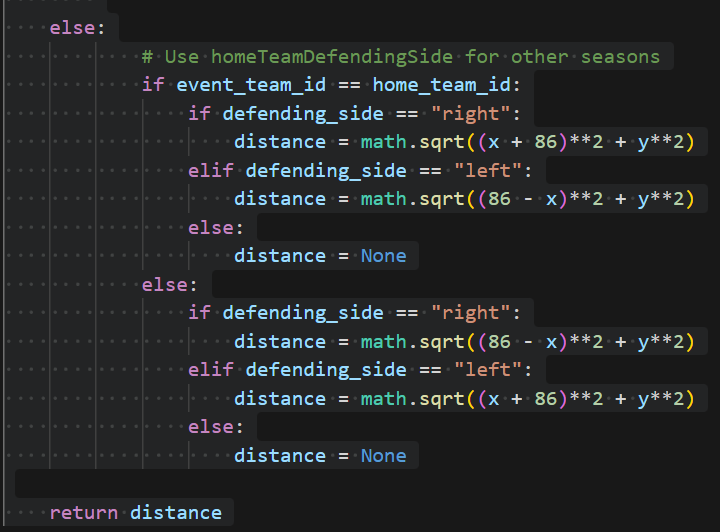 else:
# Use homeTeamDefendingSide for other seasons
if event_team_id == home_team_id:
if defending_side == "right":
distance = math.sqrt((x + 86)**2 + y**2)
elif defending_side == "left":
distance = math.sqrt((86 - x)**2 + y**2)
else:
distance = None
else:
if defending_side == "right":
distance = math.sqrt((86 - x)**2 + y**2)
elif defending_side == "left":
distance = math.sqrt((x + 86)**2 + y**2)
else:
distance = None
return distance